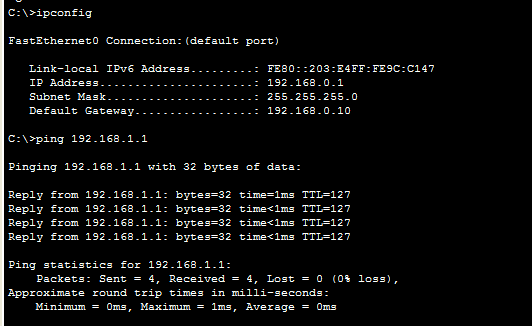 C:\>ipconfig
FastEthernet0 Connection:(default port)
Link-local IPv6 Address.........: FE80::203:E4FF:FE9C:C147
IP Address......................: 192.168.0.1
Subnet Mask.....................: 255.255.255.0
Default Gateway.................: 192.168.0.10
C:\>ping 192.168.1.1
Pinging 192.168.1.1 with 32 bytes of data:
Reply from 192.168.1.1: bytes=32 time=1ms TTL=127
Reply from 192.168.1.1: bytes=32 time<1ms TTL=127
Reply from 192.168.1.1: bytes=32 time<1ms TTL=127
Reply from 192.168.1.1: bytes=32 time<1ms TTL=127
Ping statistics for 192.168.1.1:
Packets: Sent = 4, Received = 4, Lost = 0 (0% loss),
Approximate round trip times in milli-seconds:
Minimum = 0ms, Maximum = 1ms, Average = 0ms